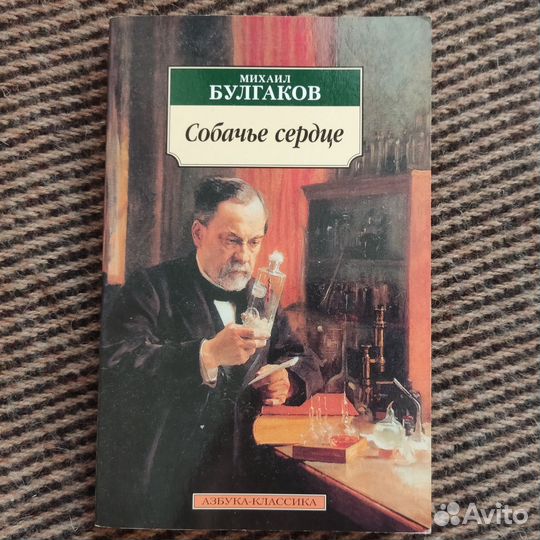 МИХАИЛ
БУЛГАКОВ
Собачье сердце
АЗБУКА-КЛАССИКА
Avito